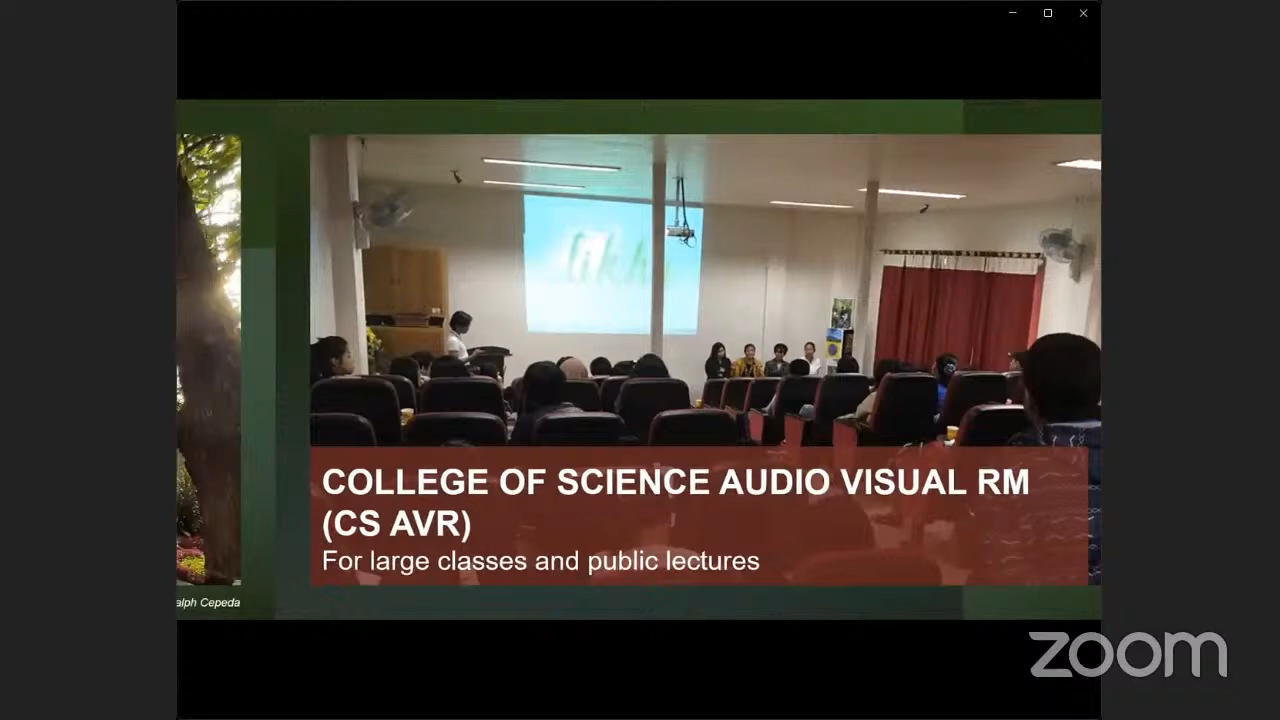 COLLEGE OF SCIENCE AUDIO VISUAL RM
(CS AVR)
For large classes and public lectures
alph Cepeda
zoom